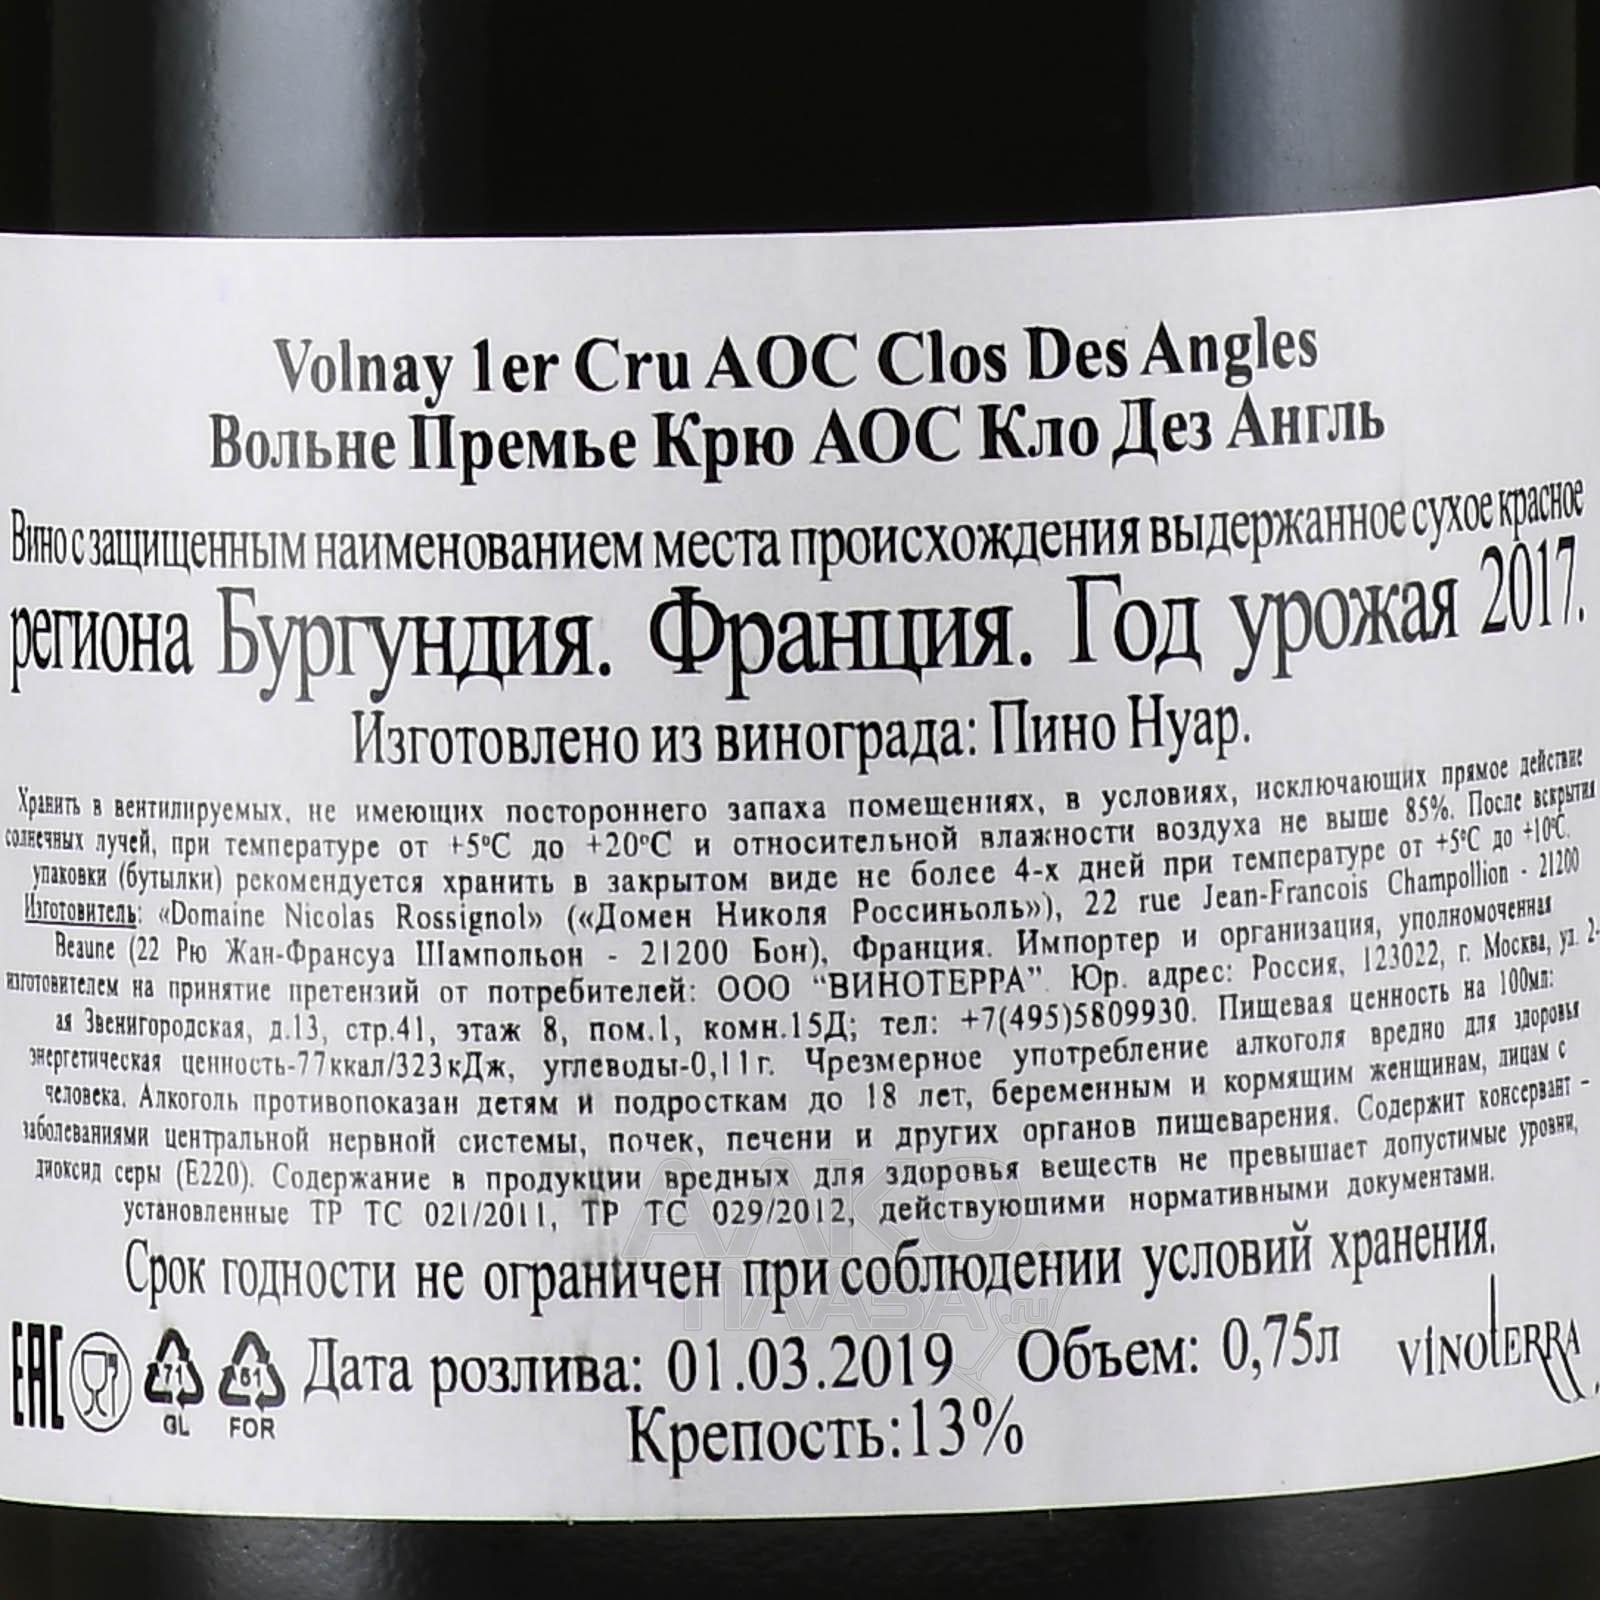 Volnay 1er Cru AOC Clos Des Angles
Вольне Премье Крю АОС Кло Дез Англь
Вино с защищенным наименованием места происхождения выдержанное сухое красное
региона Бургундия. Франция. Год урожая 2017.
Изготовлено из винограда: Пино Нуар.
Хранить в вентилируемых, не имеющих постороннего запаха помещениях, в условиях, исключающих прямое действие
солнечных лучей, при температуре от +5°С до +20°С и относительной влажности воздуха не выше 85%. После вскрытия
упаковки (бутылки) рекомендуется хранить в закрытом виде не более 4-х дней при температуре от +5°С до +10°С.
Изготовитель: «Domaine Nicolas Rossignol» («Домен Николя Россиньоль»), 22 rue Jean-Francois Champollion - 21200
Beaune (22 Рю Жан-Франсуа Шампольон - 21200 Бон), Франция. Импортер и организация, уполномоченная
изготовителем на принятие претензий от потребителей: ООО "ВИНОТЕРРА". Юр. адрес: Россия, 123022, г. Москва, ул. 2-
ая Звенигородская, д.13, стр.41, этаж 8, пом.1, комн.15Д; тел: +7(495)5809930. Пищевая ценность на 100мл:
энергетическая ценность-77ккал/323кДж, углеводы-0,11г. Чрезмерное употребление алкоголя вредно для здоровья
человека. Алкоголь противопоказан детям и подросткам до 18 лет, беременным и кормящим женщинам, лицам с
заболеваниями центральной нервной системы, почек, печени и других органов пищеварения. Содержит консервант -
диоксид серы (Е220). Содержание в продукции вредных для здоровья веществ не превышает допустимые уровни,
установленные ТР ТС 021/2011, ТР ТС 029/2012, действующими нормативными документами.
Срок годности не ограничен при соблюдении условий хранения.
EAC 71 GL 61 FOR Дата розлива: 01.03.2019 Объем: 0,75л VINOTERRA
Крепость:13%
АЛКО
ПЛАЗА.ru